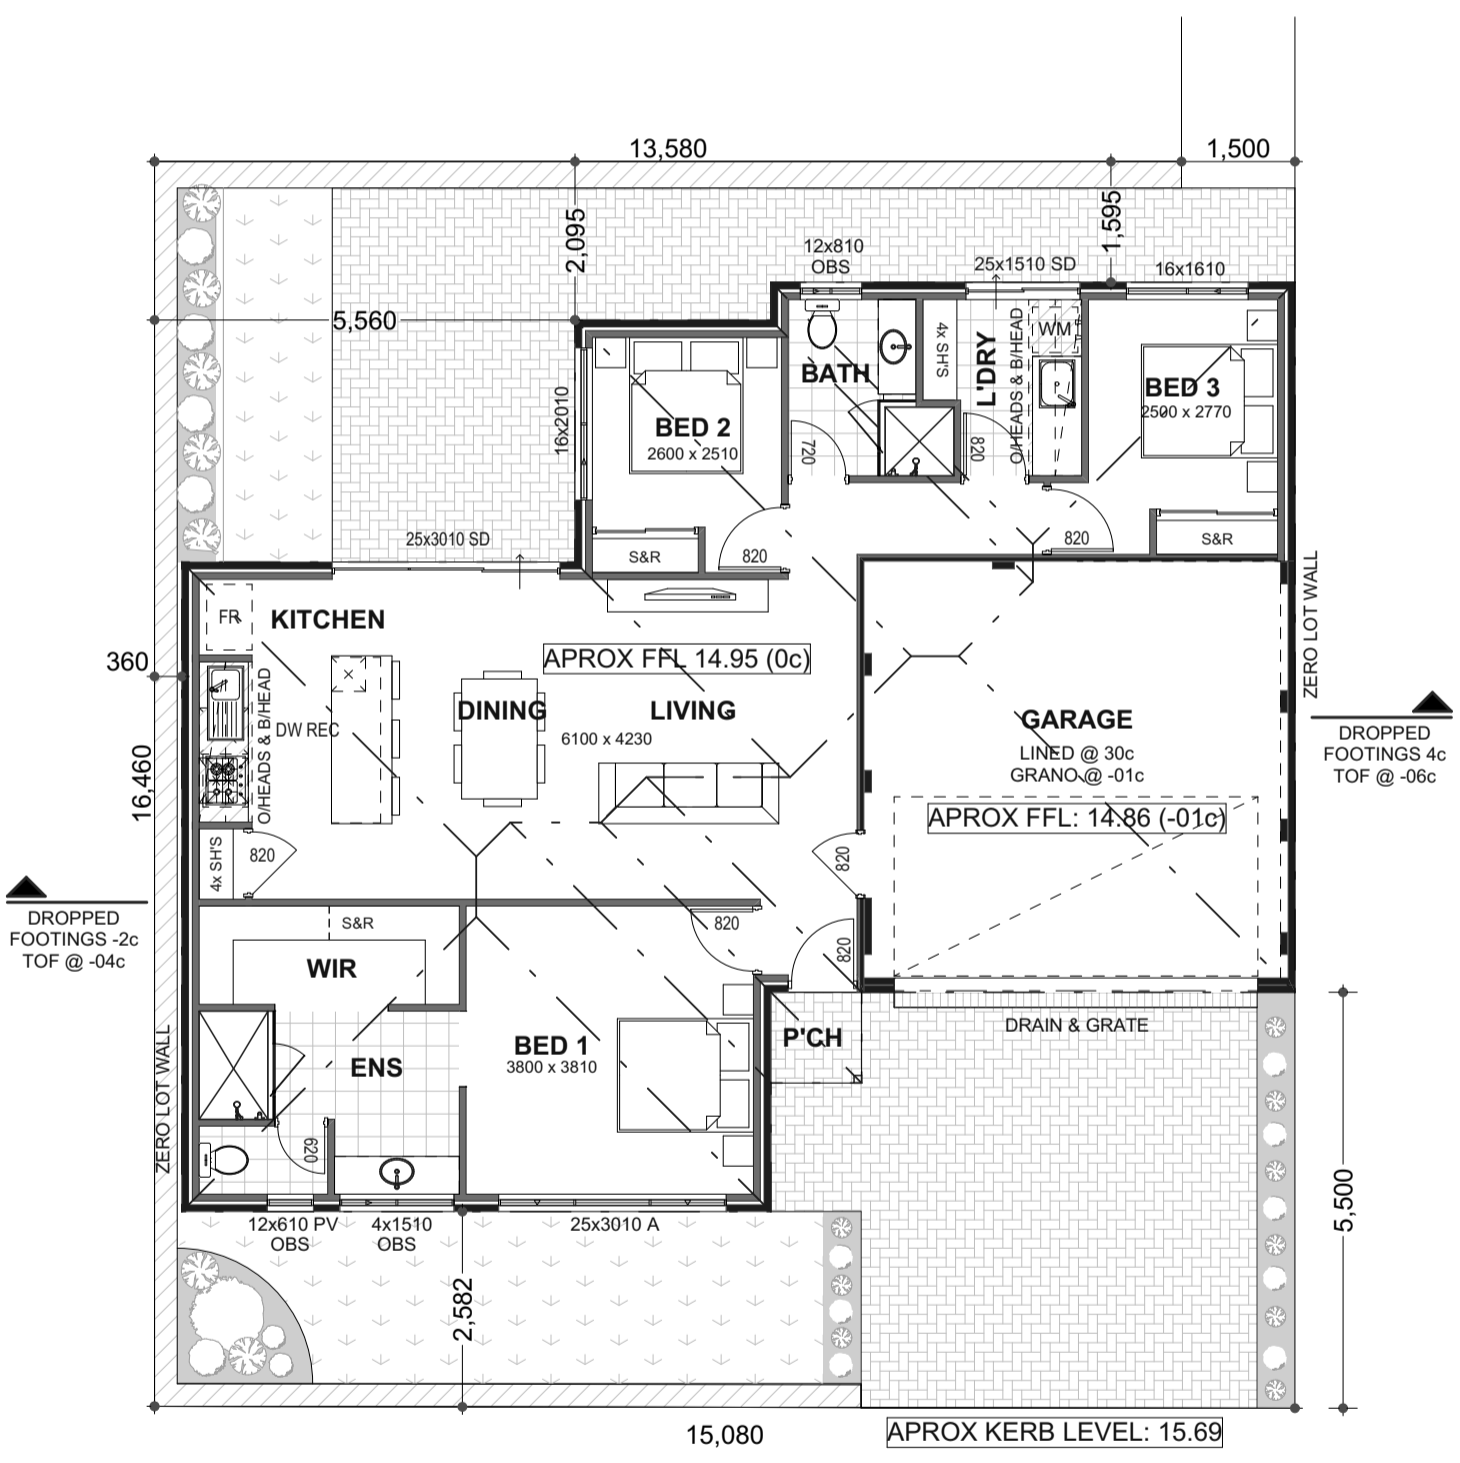 13,580
1,500
2,095
1,595
12x810
OBS
25x1510 SD
16x1610
5,560
WM
4x SH'S
L'DRY
O/HEADS & B/HEAD
BATH
BED 3
2500 x 2770
16x2010
BED 2
2600 x 2510
720
820
25x3010 SD
S&R
820
820
S&R
FR
KITCHEN
360
APROX FFL 14.95 (0c)
ZERO LOT WALL
O/HEADS & B/HEAD
DINING
LIVING
DW REC
6100 x 4230
GARAGE
LINED @ 30c
GRANO @ -01c
DROPPED
FOOTINGS 4c
TOF @ -06c
16,460
APROX FFL: 14.86 (-01c)
4x SH'S
820
820
DROPPED
FOOTINGS -2c
TOF @ -04c
S&R
820
820
WIR
DRAIN & GRATE
P'CH
BED 1
3800 x 3810
ENS
ZERO LOT WALL
620
5,500
12x610 PV
OBS
4x1510
OBS
25x3010 A
2,582
15,080
APROX KERB LEVEL: 15.69